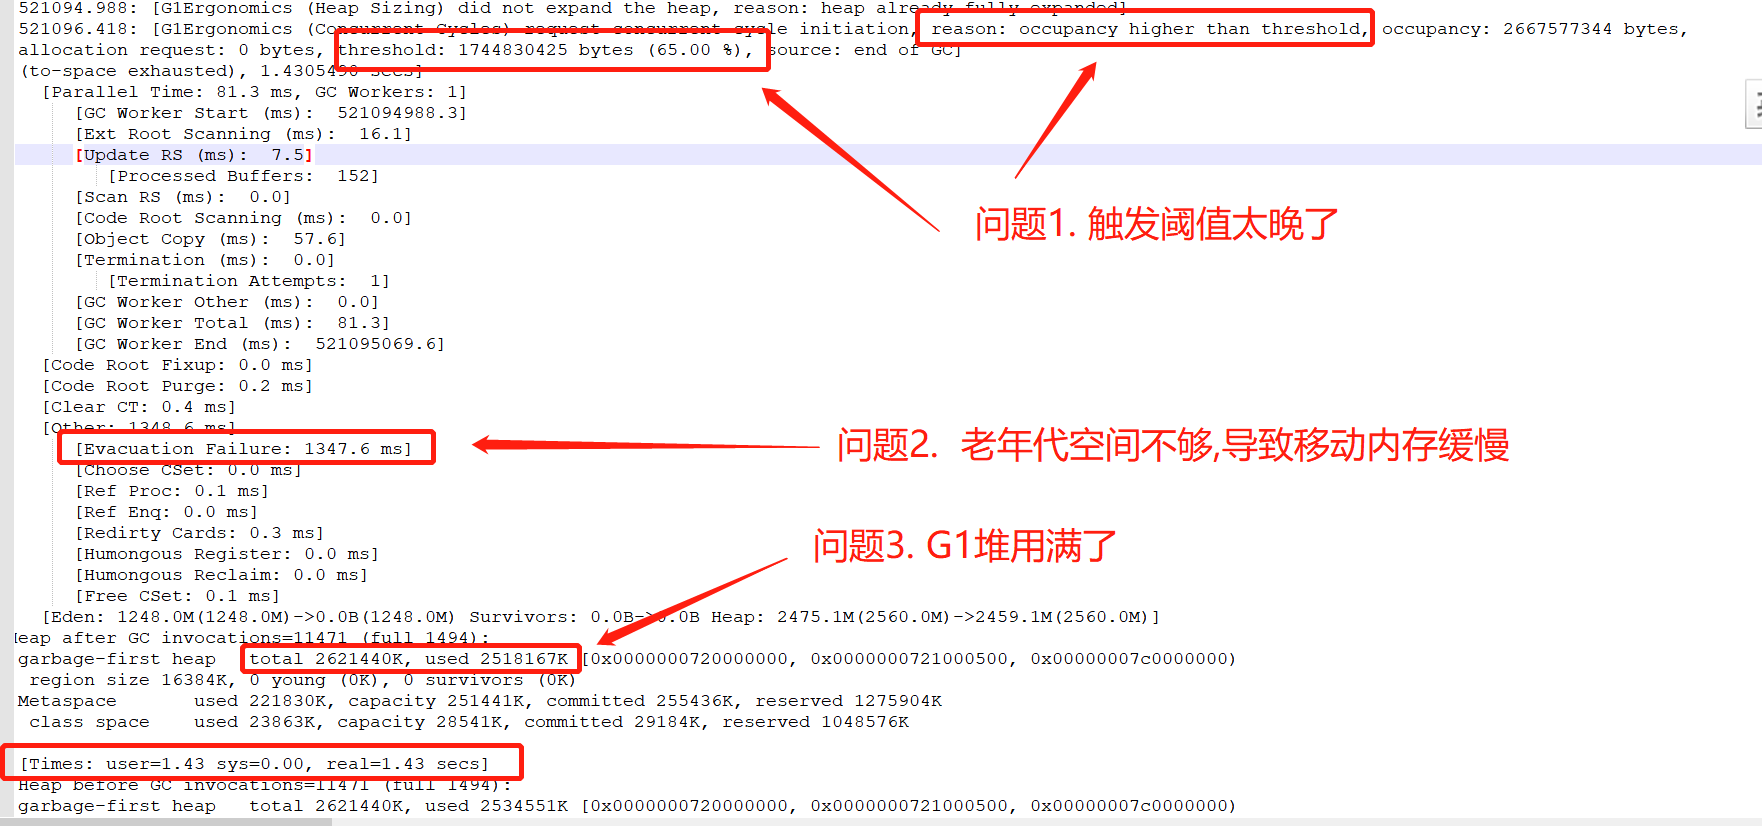 521094.988: [G1Ergonomics (Heap Sizing) did not expand the heap, reason: heap already fully expanded]
521096.418: [G1Ergonomics (Concurrent Cycles) request concurrent cycle initiation, reason: occupancy higher than threshold, occupancy: 2667577344 bytes,
allocation request: 0 bytes, threshold: 1744830425 bytes (65.00 %), source: end of GC]
(to-space exhausted), 1.4305490 secs]
[Parallel Time: 81.3 ms, GC Workers: 1]
[GC Worker Start (ms):  521094988.3]
[Ext Root Scanning (ms):  16.1]
[Update RS (ms):  7.5]
[Processed Buffers:  152]
[Scan RS (ms):  0.0]
[Code Root Scanning (ms):  0.0]
问题1. 触发阈值太晚了
[Object Copy (ms):  57.6]
[Termination (ms):  0.0]
[Termination Attempts:  1]
[GC Worker Other (ms):  0.0]
[GC Worker Total (ms):  81.3]
[GC Worker End (ms):  521095069.6]
[Code Root Fixup: 0.0 ms]
[Code Root Purge: 0.2 ms]
[Clear CT: 0.4 ms]
[Other: 1348.6 ms]
[Evacuation Failure: 1347.6 ms]
问题2.  老年代空间不够,导致移动内存缓慢
[Choose CSet: 0.0 ms]
[Ref Proc: 0.1 ms]
[Ref Enq: 0.0 ms]
[Redirty Cards: 0.3 ms]
问题3. G1堆用满了
[Humongous Register: 0.0 ms]
[Humongous Reclaim: 0.0 ms]
[Free CSet: 0.1 ms]
[Eden: 1248.0M(1248.0M)->0.0B(1248.0M) Survivors: 0.0B->0.0B Heap: 2475.1M(2560.0M)->2459.1M(2560.0M)]
Heap after GC invocations=11471 (full 1494):
garbage-first heap   total 2621440K, used 2518167K [0x0000000720000000, 0x0000000721000500, 0x00000007c0000000)
region size 16384K, 0 young (0K), 0 survivors (0K)
Metaspace       used 221830K, capacity 251441K, committed 255436K, reserved 1275904K
class space    used 23863K, capacity 28541K, committed 29184K, reserved 1048576K
[Times: user=1.43 sys=0.00, real=1.43 secs]
Heap before GC invocations=11471 (full 1494):
garbage-first heap   total 2621440K, used 2534551K [0x0000000720000000, 0x0000000721000500, 0x00000007c0000000)